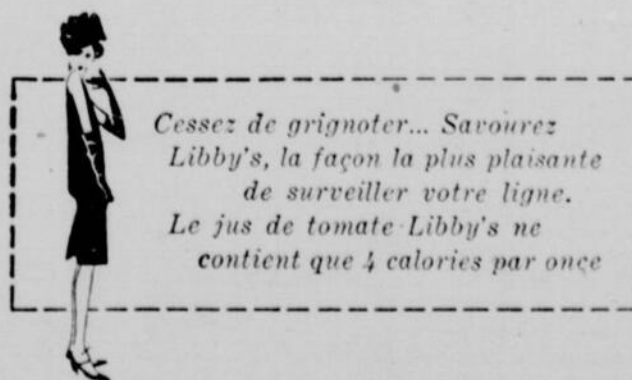 Cessez de grignoter... Savourez
Libby's, la façon la plus plaisante
de surveiller votre ligne.
Le jus de tomate Libby's ne
contient que 4 calories par once